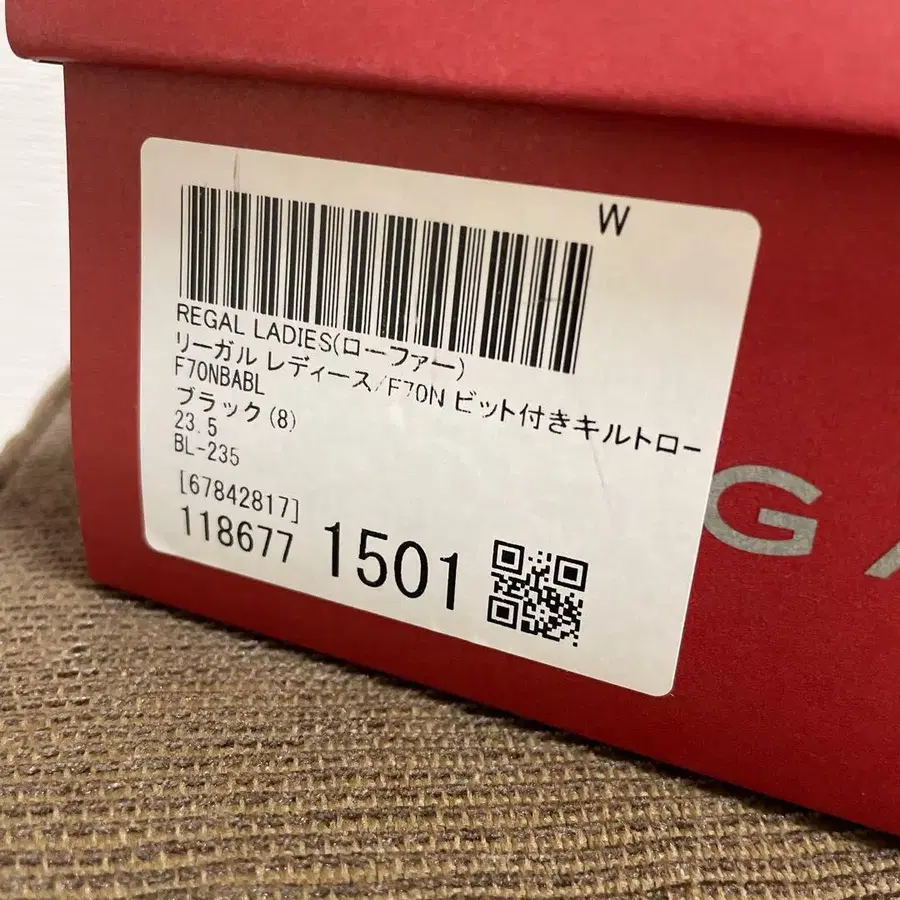 W
REGAL LADIES(ローファー)
リーガル レディース/F70N ビット付きキルトロー
F70NBABL
ブラック(8)
23.5
BL-235
[67842817]
118677 1501
GA